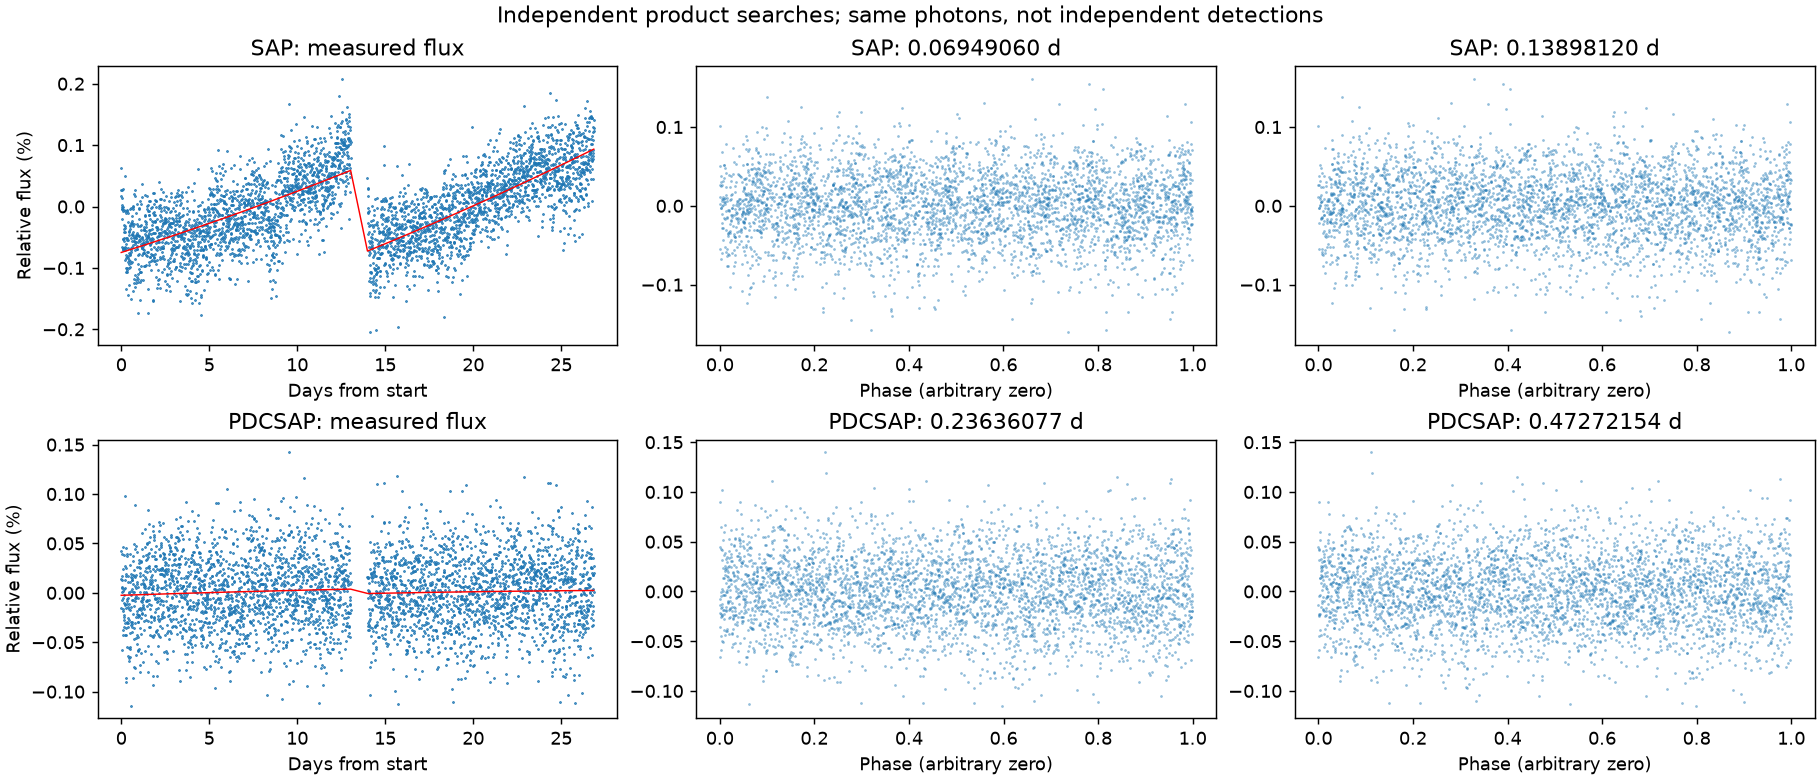 Independent product searches; same photons, not independent detections
SAP: measured flux
SAP: 0.06949060 d
SAP: 0.13898120 d
Relative flux (%)
0.2
0.1
0.0
−0.1
−0.2
0 5 10 15 20 25
Days from start
0.1
0.0
−0.1
0.0 0.2 0.4 0.6 0.8 1.0
Phase (arbitrary zero)
0.1
0.0
−0.1
0.0 0.2 0.4 0.6 0.8 1.0
Phase (arbitrary zero)
PDCSAP: measured flux
PDCSAP: 0.23636077 d
PDCSAP: 0.47272154 d
Relative flux (%)
0.15
0.10
0.05
0.00
−0.05
−0.10
0 5 10 15 20 25
Days from start
0.15
0.10
0.05
0.00
−0.05
−0.10
0.0 0.2 0.4 0.6 0.8 1.0
Phase (arbitrary zero)
0.15
0.10
0.05
0.00
−0.05
−0.10
0.0 0.2 0.4 0.6 0.8 1.0
Phase (arbitrary zero)